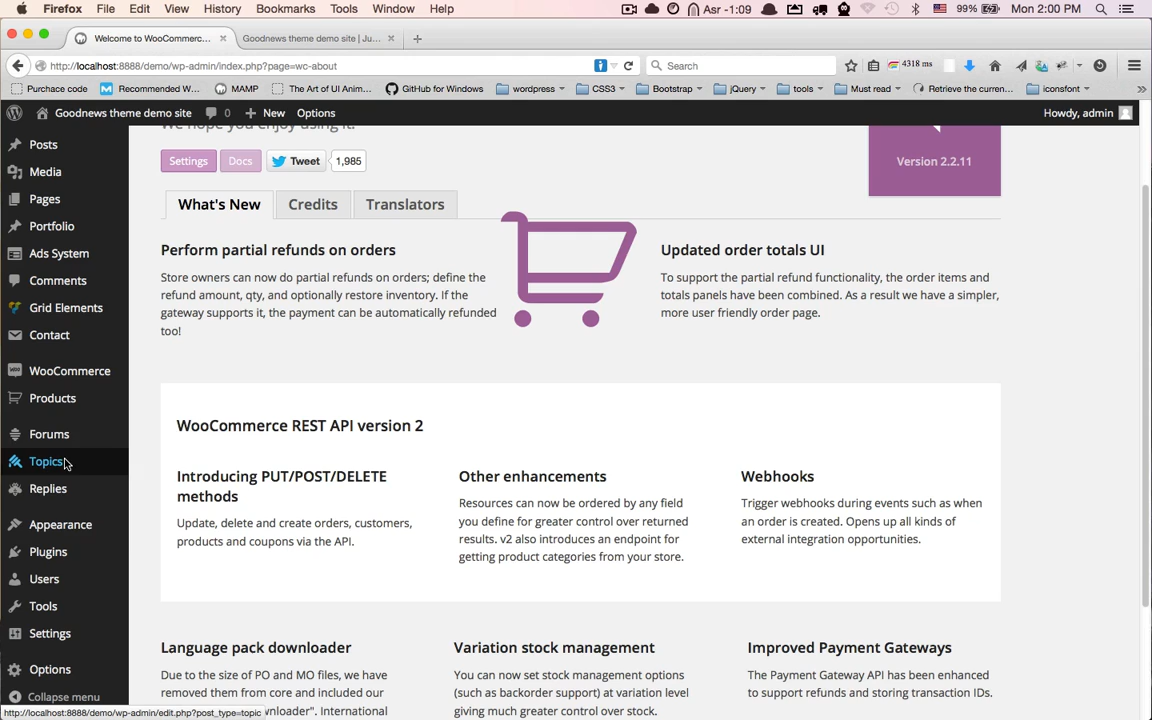 Firefox File Edit View History Bookmarks Tools Window Help Asr -1:09 99% Mon 2:00 PM
Welcome to WooCommerc... × Goodnews theme demo site | Ju... × +
http://localhost:8888/demo/wp-admin/index.php?page=wc-about Search 4318 ms
Purchace code Recommended W... MAMP The Art of UI Anim... GitHub for Windows wordpress CSS3 Bootstrap jQuery tools Must read Retrieve the curren... iconsfont »
Goodnews theme demo site 0 + New Options Howdy, admin
We hope you enjoy using it!
Posts
Media
Pages
Portfolio
Ads System
Comments
Grid Elements
Contact
WooCommerce
Products
Forums
Topics
Replies
Appearance
Plugins
Users
Tools
Settings
Options
Collapse menu
Settings Docs Tweet 1,985
Version 2.2.11
What's New Credits Translators
Perform partial refunds on orders
Store owners can now do partial refunds on orders; define the
refund amount, qty, and optionally restore inventory. If the
gateway supports it, the payment can be automatically refunded
too!
Updated order totals UI
To support the partial refund functionality, the order items and
totals panels have been combined. As a result we have a simpler,
more user friendly order page.
WooCommerce REST API version 2
Introducing PUT/POST/DELETE
methods
Update, delete and create orders, customers,
products and coupons via the API.
Other enhancements
Resources can now be ordered by any field
you define for greater control over returned
results. v2 also introduces an endpoint for
getting product categories from your store.
Webhooks
Trigger webhooks during events such as when
an order is created. Opens up all kinds of
external integration opportunities.
Language pack downloader
Due to the size of PO and MO files, we have
removed them from core and included our
wnloader". International
Variation stock management
You can now set stock management options
(such as backorder support) at variation level
giving much greater control over stock.
Improved Payment Gateways
The Payment Gateway API has been enhanced
to support refunds and storing transaction IDs.
http://localhost:8888/demo/wp-admin/edit.php?post_type=topic